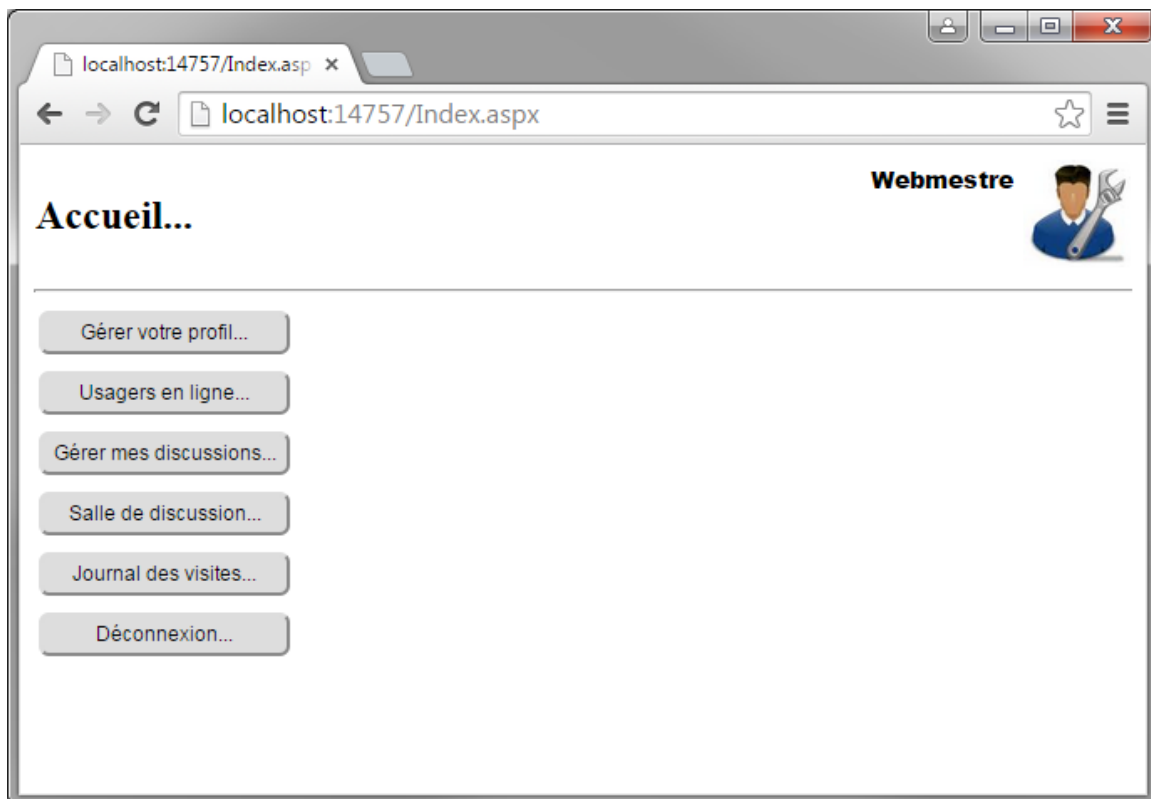 localhost:14757/Index.asp
localhost:14757/Index.aspx
Webmestre
Accueil...
Gérer votre profil...
Usagers en ligne...
Gérer mes discussions...
Salle de discussion...
Journal des visites...
Déconnexion...